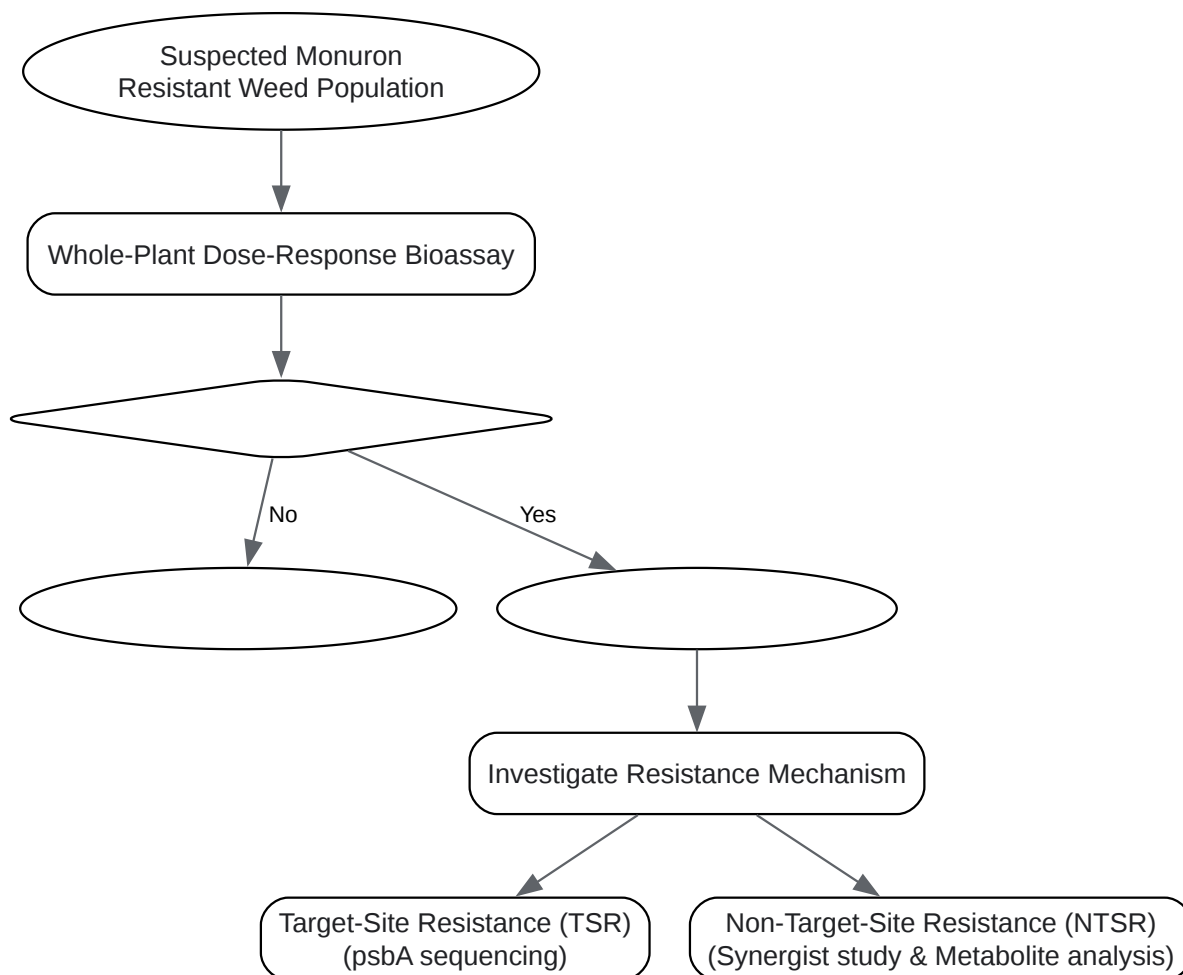 Suspected Monuron
Resistant Weed Population
Whole-Plant Dose-Response Bioassay
No
Yes
Investigate Resistance Mechanism
Target-Site Resistance (TSR)
(psbA sequencing)
Non-Target-Site Resistance (NTSR)
(Synergist study & Metabolite analysis)